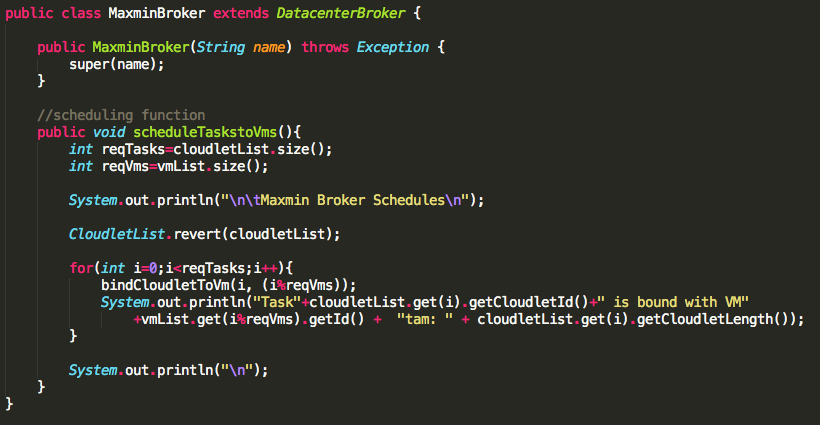 public class MaxminBroker extends DatacenterBroker {
public MaxminBroker(String name) throws Exception {
super(name);
}
//scheduling function
public void scheduleTaskstoVms(){
int reqTasks=cloudletList.size();
int reqVms=vmList.size();
System.out.println("\n\tMaxmin Broker Schedules\n");
CloudletList.revert(cloudletList);
for(int i=0;i<reqTasks;i++){
bindCloudletToVm(i, (i%reqVms));
System.out.println("Task"+cloudletList.get(i).getCloudletId()+" is bound with VM"
+vmList.get(i%reqVms).getId() +  "tam: " + cloudletList.get(i).getCloudletLength());
}
System.out.println("\n");
}
}